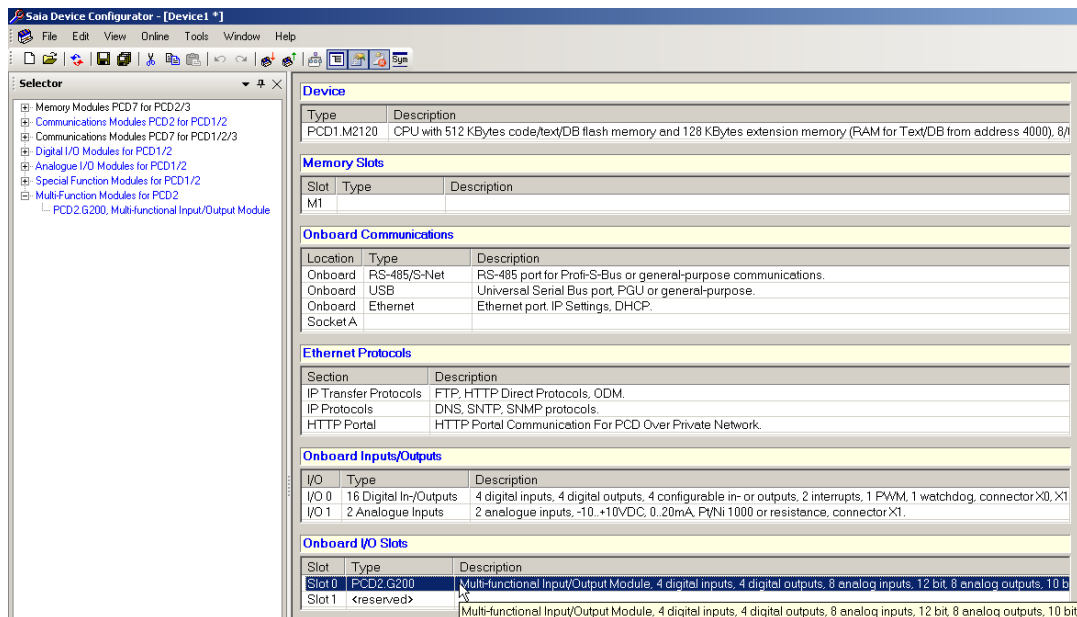 Saia Device Configurator - [Device1 *]
File Edit View Online Tools Window Help
Sym
Selector
Memory Modules PCD7 for PCD2/3
Communications Modules PCD2 for PCD1/2
Communications Modules PCD7 for PCD1/2/3
Digital I/O Modules for PCD1/2
Analogue I/O Modules for PCD1/2
Special Function Modules for PCD1/2
Multi-Function Modules for PCD2
PCD2.G200, Multi-functional Input/Output Module
Device
Type Description
PCD1.M2120 CPU with 512 KBytes code/text/DB flash memory and 128 KBytes extension memory (RAM for Text/DB from address 4000), 8/
Memory Slots
Slot Type Description
M1
Onboard Communications
Location Type Description
Onboard RS-485/S-Net RS-485 port for Profi-S-Bus or general-purpose communications.
Onboard USB Universal Serial Bus port, PGU or general-purpose.
Onboard Ethernet Ethernet port. IP Settings, DHCP.
Socket A
Ethernet Protocols
Section Description
IP Transfer Protocols FTP, HTTP Direct Protocols, ODM.
IP Protocols DNS, SNTP, SNMP protocols.
HTTP Portal HTTP Portal Communication For PCD Over Private Network.
Onboard Inputs/Outputs
I/O Type Description
I/O 0 16 Digital In-/Outputs 4 digital inputs, 4 digital outputs, 4 configurable in- or outputs, 2 interrupts, 1 PWM, 1 watchdog, connector X0, X1
I/O 1 2 Analogue Inputs 2 analogue inputs, -10..+10VDC, 0..20mA, Pt/Ni 1000 or resistance, connector X1.
Onboard I/O Slots
Slot Type Description
Slot 0 PCD2.G200 Multi-functional Input/Output Module, 4 digital inputs, 4 digital outputs, 8 analog inputs, 12 bit, 8 analog outputs, 10 b
Slot 1 <reserved>
Multi-functional Input/Output Module, 4 digital inputs, 4 digital outputs, 8 analog inputs, 12 bit, 8 analog outputs, 10 bit